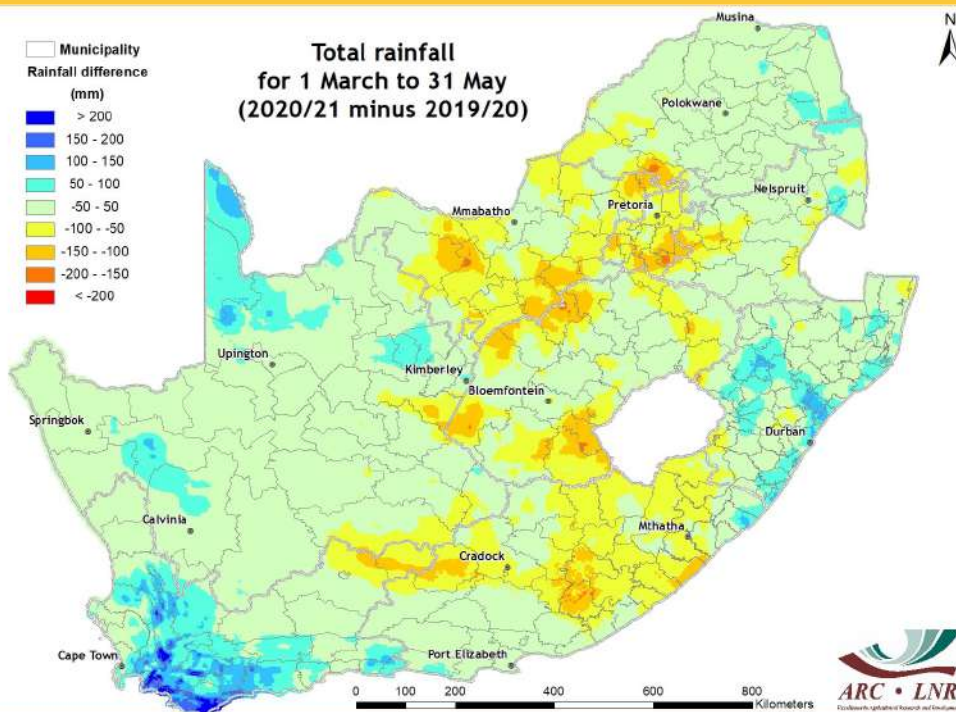 Total rainfall
for 1 March to 31 May
(2020/21 minus 2019/20)
N
Municipality
Rainfall difference
(mm)
> 200
150 - 200
100 - 150
50 - 100
-50 - 50
-100 - -50
-150 - -100
-200 - -150
< -200
Musina
Polokwane
Nelspruit
Pretoria
Mmabatho
Upington
Kimberley
Bloemfontein
Springbok
Durban
Calvinia
Mthatha
Cradock
Cape Town
Port Elizabeth
0 100 200 400 600 800
Kilometers
ARC • LNR